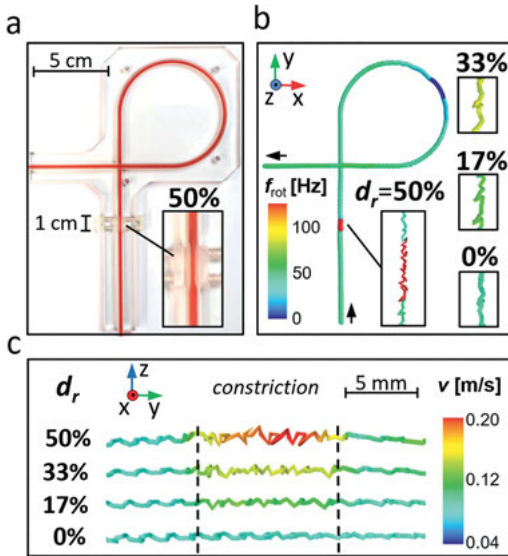 a
5 cm
50%
1 cm
b
y
z
x
33%
17%
0%
f_rot [Hz]
100
50
0
d_r=50%
c
d_r
z
x
y
constriction
5 mm
v [m/s]
50%
33%
17%
0%
0.20
0.12
0.04